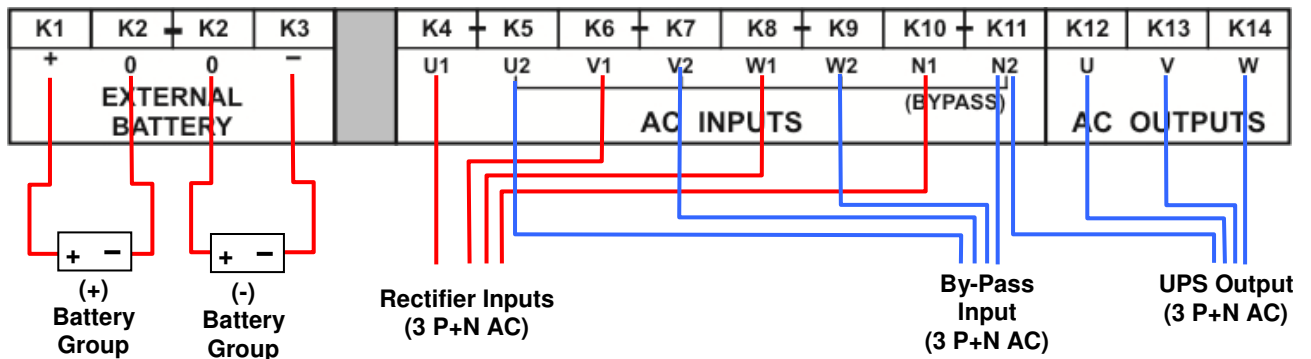 K1 K2 - K2 K3 K4 - K5 K6 - K7 K8 - K9 K10 - K11 K12 K13 K14
+ 0 0 - U1 U2 V1 V2 W1 W2 N1 N2 U V W
(BYPASS)
EXTERNAL
BATTERY
AC INPUTS
AC OUTPUTS
+ -
+ -
(+)
Battery
Group
(-)
Battery
Group
Rectifier Inputs
(3 P+N AC)
By-Pass
Input
(3 P+N AC)
UPS Output
(3 P+N AC)